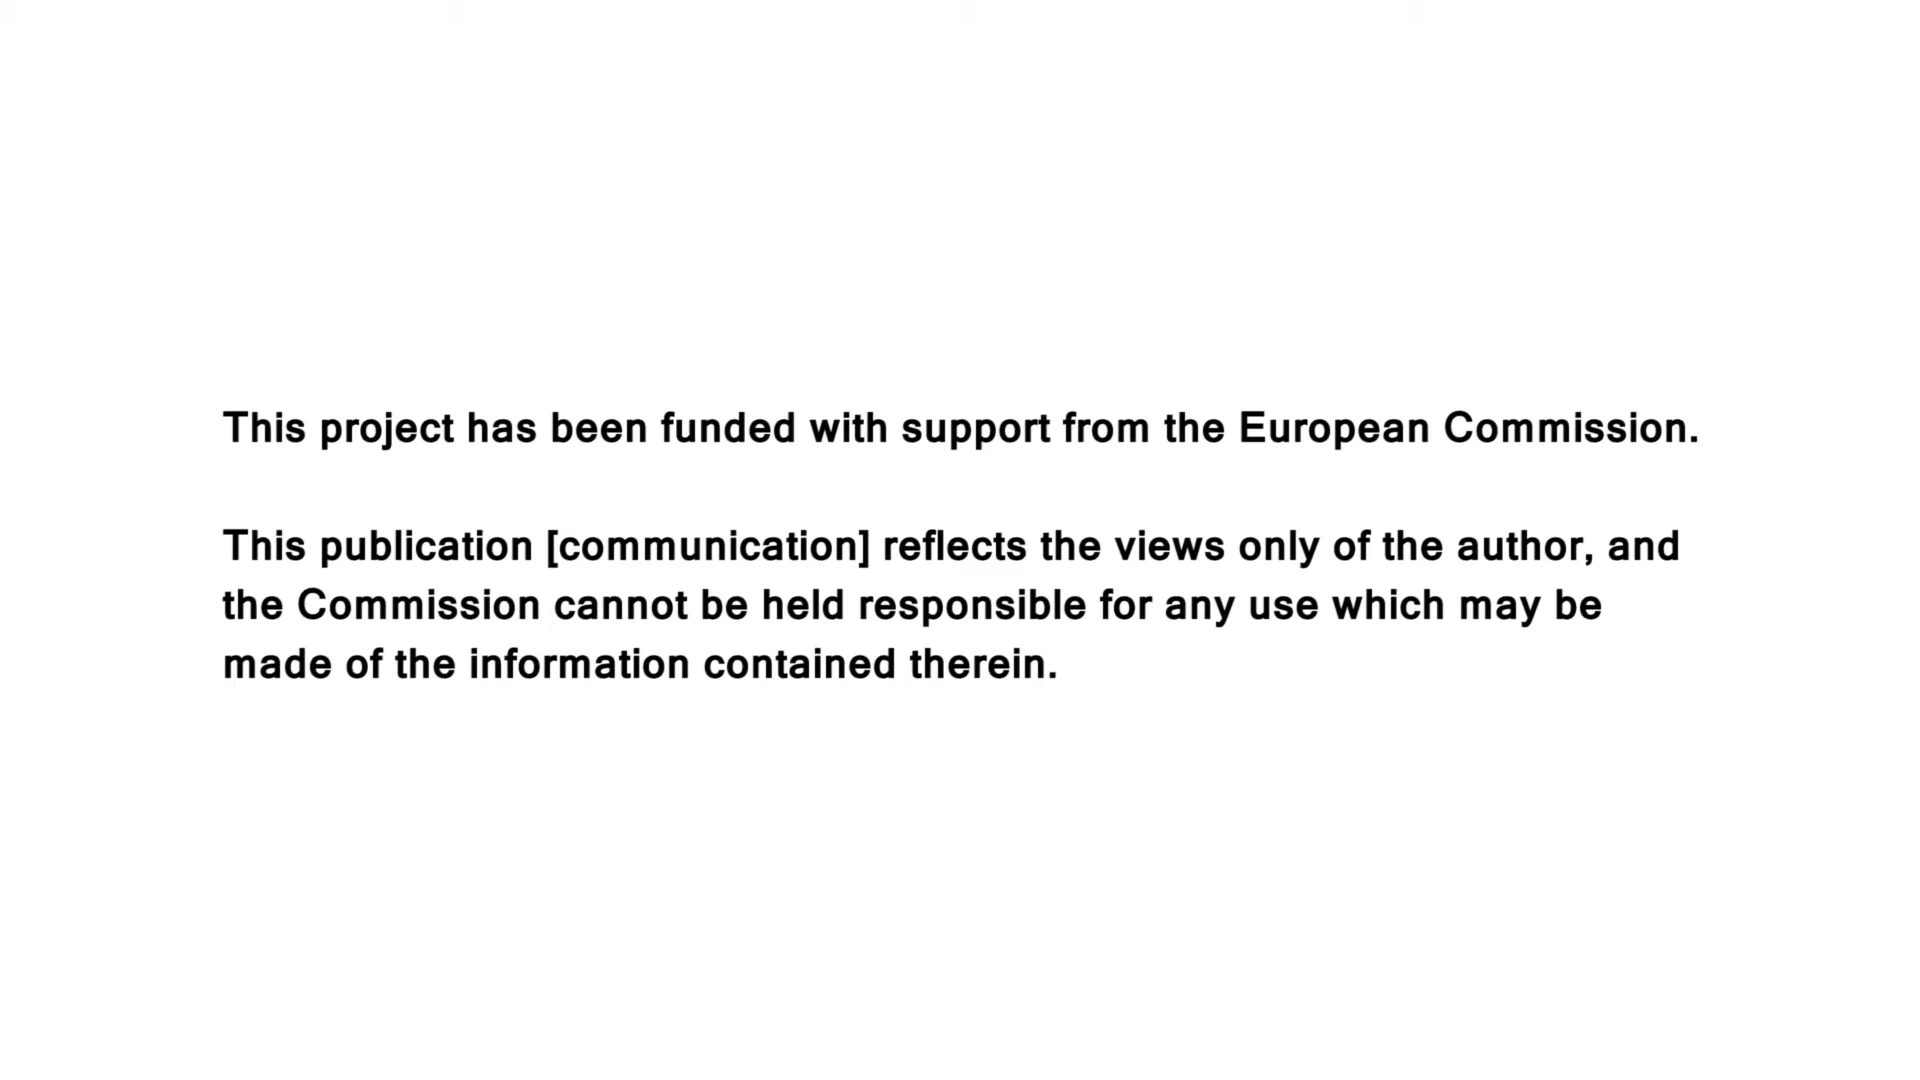 This project has been funded with support from the European Commission.
This publication [communication] reflects the views only of the author, and
the Commission cannot be held responsible for any use which may be
made of the information contained therein.